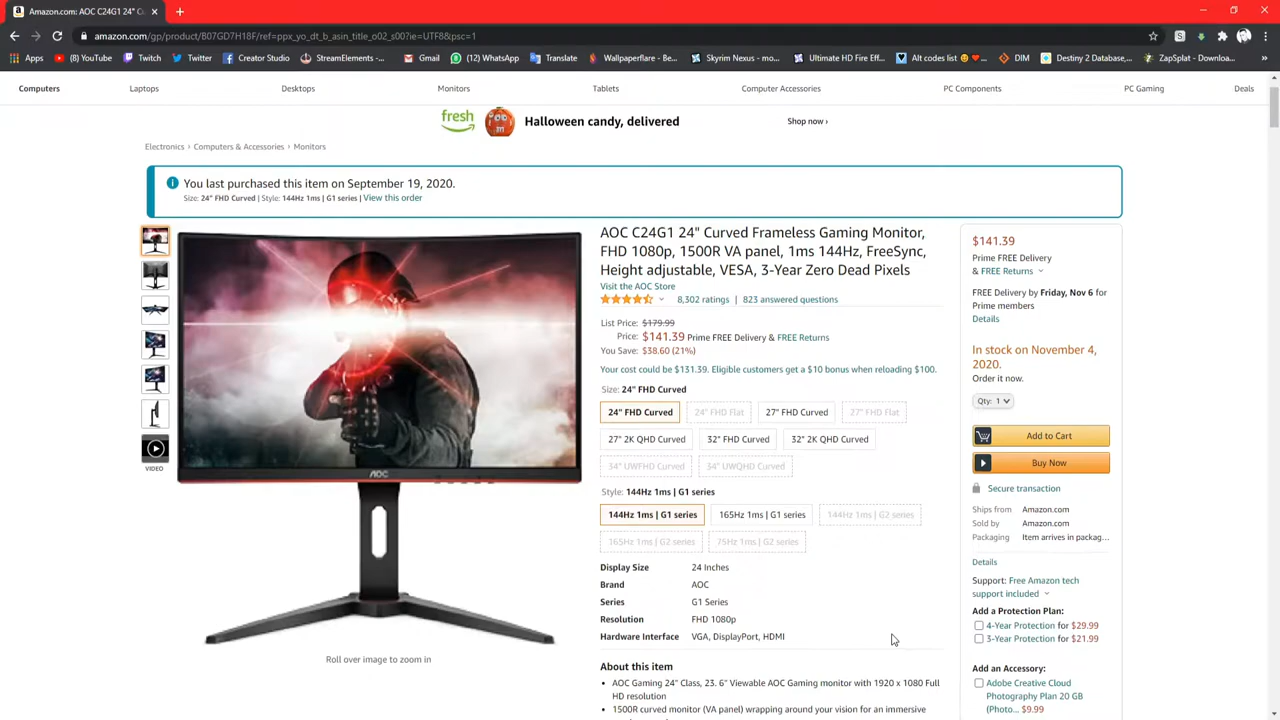 Amazon.com: AOC C24G1 24" C
amazon.com/gp/product/B07GD7H18F/ref=ppx_yo_dt_b_asin_title_o02_s00?ie=UTF8&psc=1
Apps (8) YouTube Twitch Twitter Creator Studio StreamElements -... Gmail (12) WhatsApp Translate Wallpaperflare - Be... Skyrim Nexus - mo... Ultimate HD Fire Eff... Alt codes list DIM Destiny 2 Database,... ZapSplat - Downloa... »
Computers Laptops Desktops Monitors Tablets Computer Accessories PC Components PC Gaming Deals
fresh Halloween candy, delivered Shop now ›
Electronics › Computers & Accessories › Monitors
You last purchased this item on September 19, 2020.
Size: 24" FHD Curved | Style: 144Hz 1ms | G1 series | View this order
AOC
VIDEO
Roll over image to zoom in
AOC C24G1 24" Curved Frameless Gaming Monitor,
FHD 1080p, 1500R VA panel, 1ms 144Hz, FreeSync,
Height adjustable, VESA, 3-Year Zero Dead Pixels
Visit the AOC Store
8,302 ratings | 823 answered questions
List Price: $179.99
Price: $141.39 Prime FREE Delivery & FREE Returns
You Save: $38.60 (21%)
Your cost could be $131.39. Eligible customers get a $10 bonus when reloading $100.
Size: 24" FHD Curved
24" FHD Curved 24" FHD Flat 27" FHD Curved 27" FHD Flat
27" 2K QHD Curved 32" FHD Curved 32" 2K QHD Curved
34" UWFHD Curved 34" UWQHD Curved
Style: 144Hz 1ms | G1 series
144Hz 1ms | G1 series 165Hz 1ms | G1 series 144Hz 1ms | G2 series
165Hz 1ms | G2 series 75Hz 1ms | G2 series
Display Size 24 Inches
Brand AOC
Series G1 Series
Resolution FHD 1080p
Hardware Interface VGA, DisplayPort, HDMI
About this item
• AOC Gaming 24" Class, 23. 6" Viewable AOC Gaming monitor with 1920 x 1080 Full
HD resolution
• 1500R curved monitor (VA panel) wrapping around your vision for an immersive
$141.39
Prime FREE Delivery
& FREE Returns
FREE Delivery by Friday, Nov 6 for
Prime members
Details
In stock on November 4,
2020.
Order it now.
Qty: 1
Add to Cart
Buy Now
Secure transaction
Ships from Amazon.com
Sold by Amazon.com
Packaging Item arrives in packag...
Details
Support: Free Amazon tech
support included
Add a Protection Plan:
4-Year Protection for $29.99
3-Year Protection for $21.99
Add an Accessory:
Adobe Creative Cloud
Photography Plan 20 GB
(Photo... $9.99